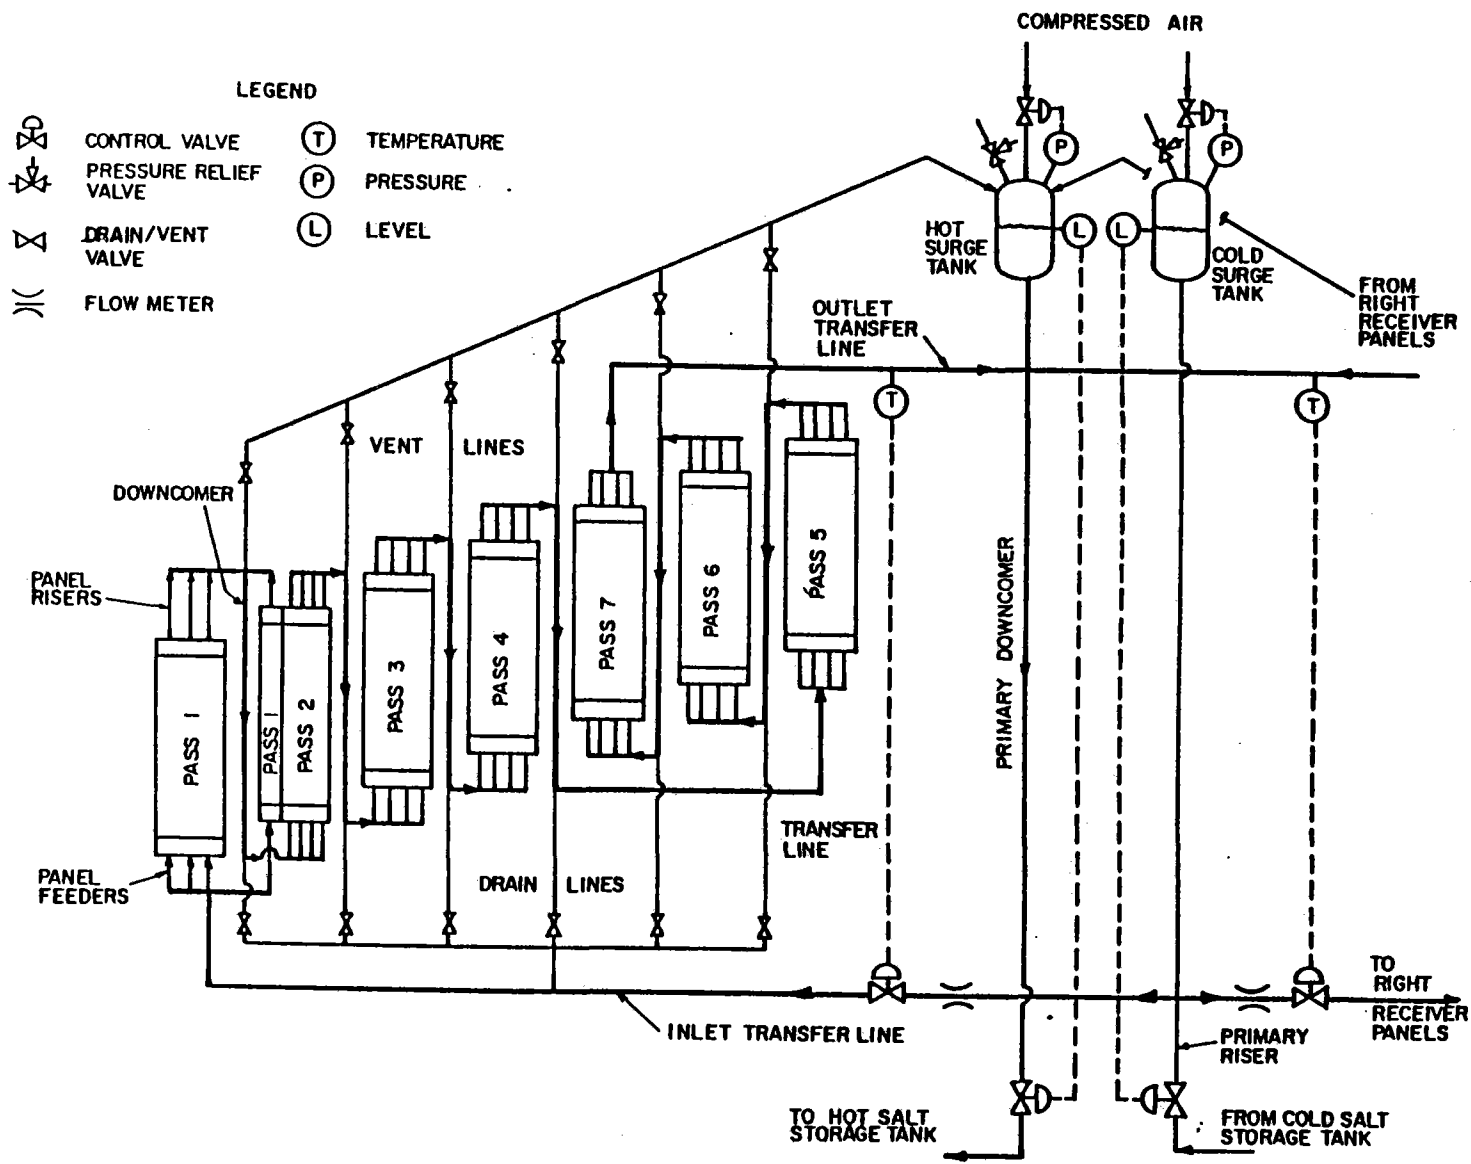 COMPRESSED AIR
LEGEND
CONTROL VALVE
T
TEMPERATURE
PRESSURE RELIEF
VALVE
P
PRESSURE
DRAIN/VENT
VALVE
L
LEVEL
FLOW METER
P
P
HOT
SURGE
TANK
L
L
COLD
SURGE
TANK
FROM
RIGHT
RECEIVER
PANELS
OUTLET
TRANSFER
LINE
T
T
VENT LINES
DOWNCOMER
PANEL
RISERS
PASS 1
PASS 1
PASS 2
PASS 3
PASS 4
PASS 7
PASS 6
PASS 5
PRIMARY DOWNCOMER
TRANSFER
LINE
PANEL
FEEDERS
DRAIN LINES
INLET TRANSFER LINE
TO
RIGHT
RECEIVER
PANELS
PRIMARY
RISER
TO HOT SALT
STORAGE TANK
FROM COLD SALT
STORAGE TANK